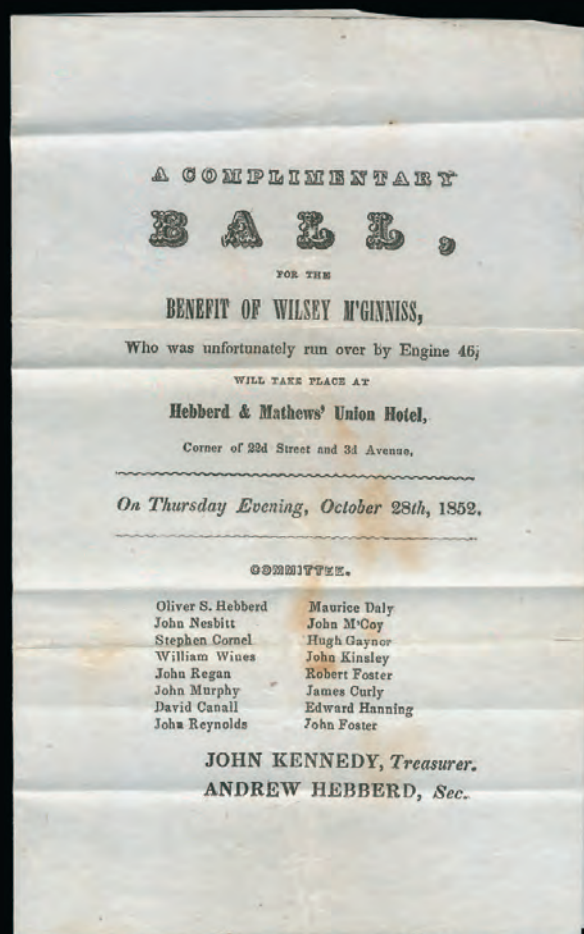 A COMPLIMENTARY
BALL,
FOR THE
BENEFIT OF WILSEY M'GINNISS,
Who was unfortunately run over by Engine 46,
WILL TAKE PLACE AT
Hebberd & Mathews' Union Hotel,
Corner of 22d Street and 3d Avenue,
On Thursday Evening, October 28th, 1852.
COMMITTEE.
Oliver S. Hebberd Maurice Daly
John Nesbitt John M'Coy
Stephen Cornel Hugh Gaynor
William Wines John Kinsley
John Regan Robert Foster
John Murphy James Curly
David Canall Edward Hanning
John Reynolds John Foster
JOHN KENNEDY, Treasurer.
ANDREW HEBBERD, Sec.